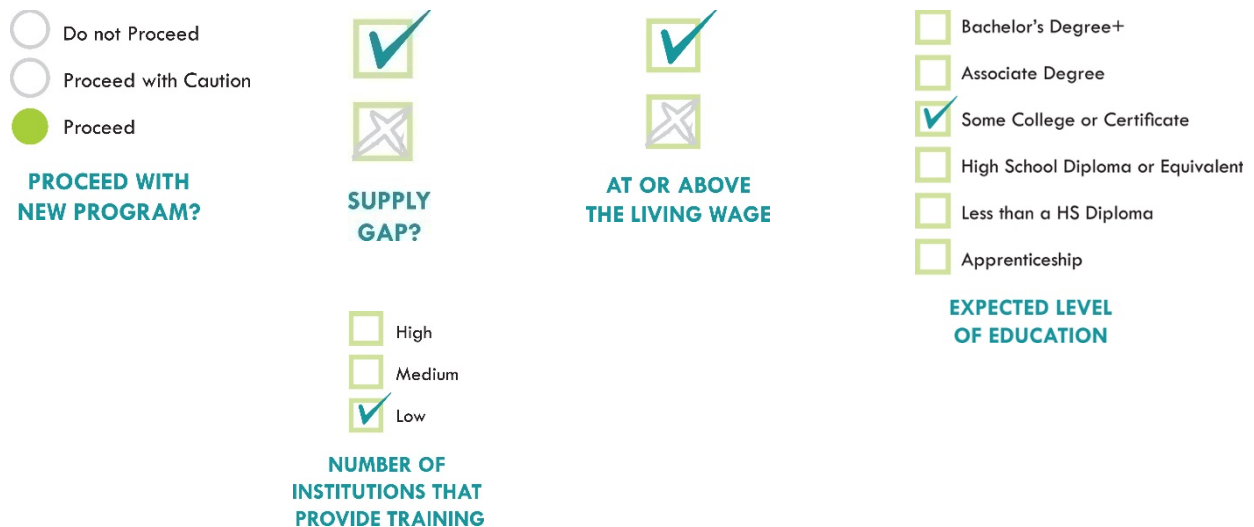 Do not Proceed
Proceed with Caution
Proceed
PROCEED WITH
NEW PROGRAM?
SUPPLY
GAP?
AT OR ABOVE
THE LIVING WAGE
Bachelor's Degree+
Associate Degree
Some College or Certificate
High School Diploma or Equivalent
Less than a HS Diploma
Apprenticeship
EXPECTED LEVEL
OF EDUCATION
High
Medium
Low
NUMBER OF
INSTITUTIONS THAT
PROVIDE TRAINING